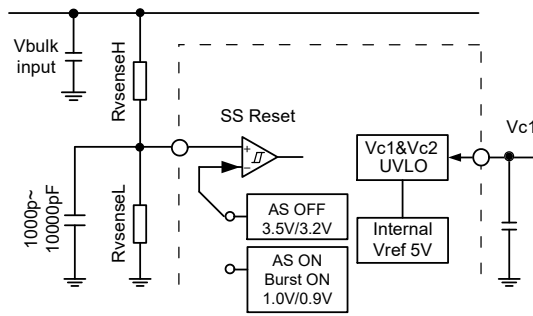 Vbulk
input
RvsenseH
SS Reset
Vc1
+
−
Vc1&Vc2
UVLO
1000p~
10000pF
RvsenseL
AS OFF
3.5V/3.2V
Internal
Vref 5V
AS ON
Burst ON
1.0V/0.9V